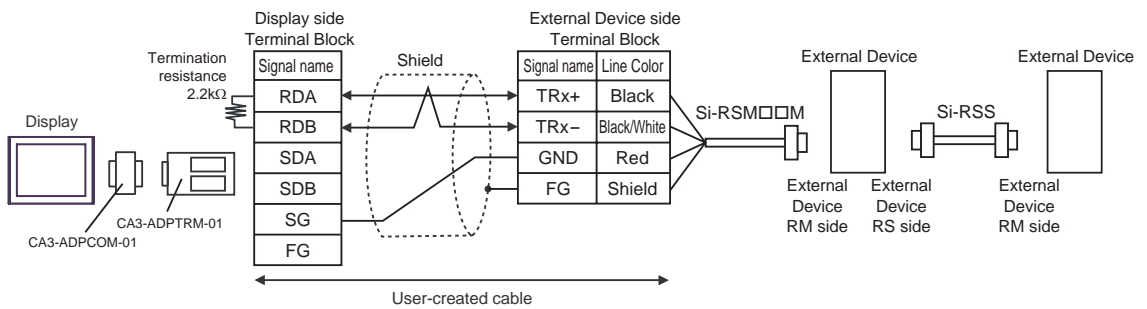 Display side
Terminal Block
External Device side
Terminal Block
Termination
resistance
2.2kΩ
Signal name
Shield
Signal name Line Color
External Device
External Device
RDA
TRx+ Black
RDB
TRx− Black/White
Si-RSM□□M
Si-RSS
Display
SDA
GND Red
SDB
FG Shield
SG
FG
CA3-ADPTRM-01
CA3-ADPCOM-01
External
Device
RM side
External
Device
RS side
External
Device
RM side
User-created cable